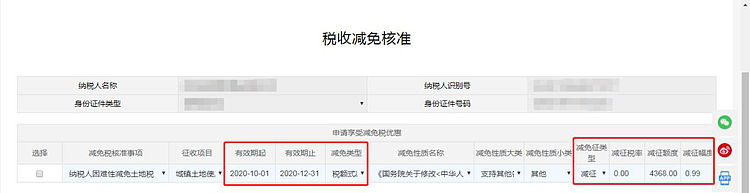 税收减免核准
纳税人名称 纳税人识别号
身份证件类型 身份证件号码
申请享受减免税优惠
选择 减免税核准事项 征收项目 有效期起 有效期止 减免类型 减免性质名称 减免性质大类 减免性质小类 减免征类型 减征税率 减征额度 减征幅度
纳税人困难性减免土地税 城镇土地使 2020-10-01 2020-12-31 税额式 《国务院关于修改<中华人 支持其他 其他 减征 0.00 4368.00 0.99
APP